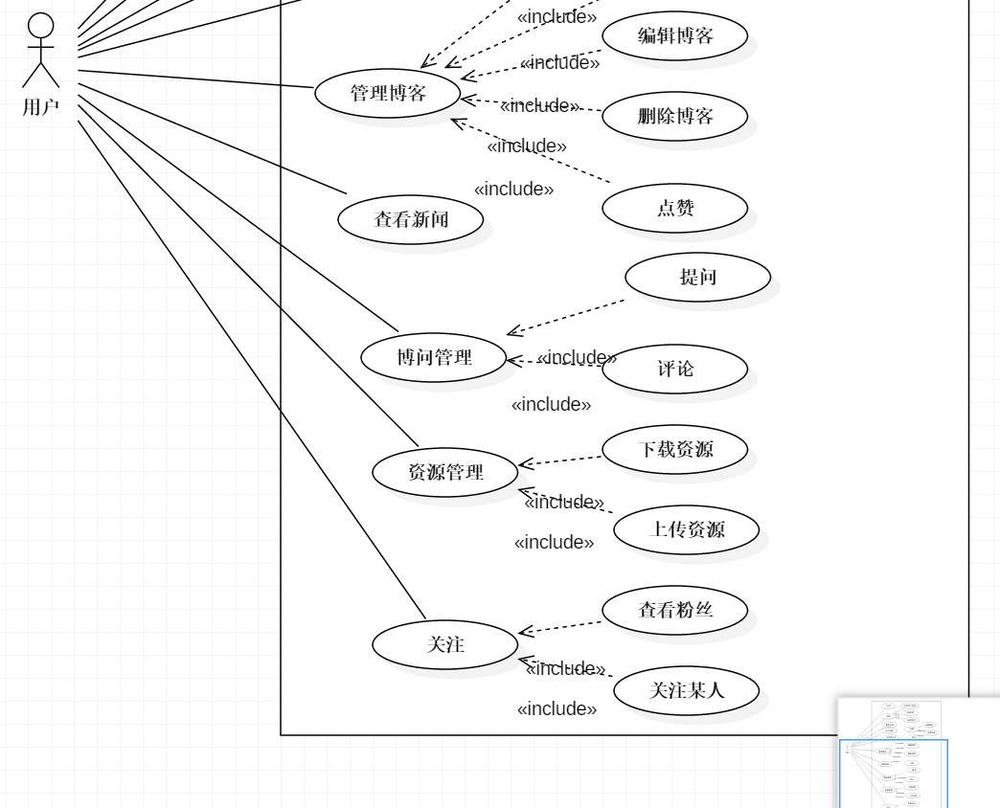 «include»
编辑博客
«include»
用户
管理博客
«include»
删除博客
«include»
«include»
点赞
查看新闻
提问
博问管理
«include»
评论
«include»
下载资源
资源管理
«include»
上传资源
«include»
查看粉丝
关注
«include»
关注某人
«include»